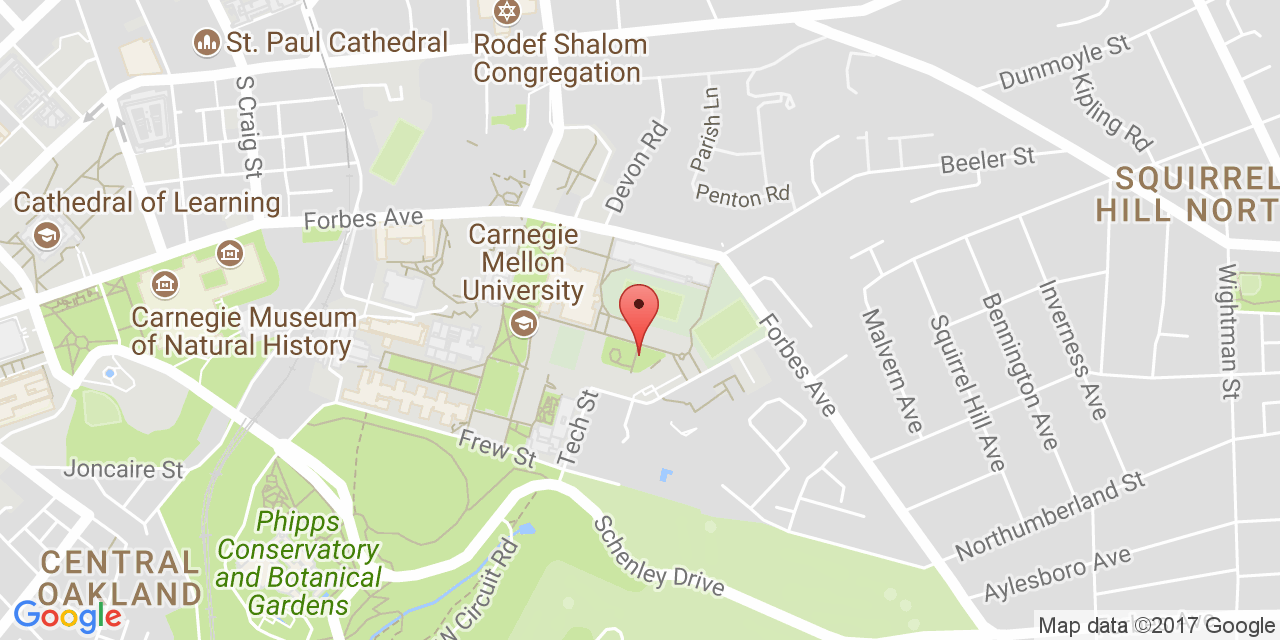 St. Paul Cathedral
Rodef Shalom
Congregation
S Craig St
Dunmoyle St
Kipling Rd
Parish Ln
Devon Rd
Beeler St
Penton Rd
SQUIRREL
HILL NORT
Cathedral of Learning
Forbes Ave
Carnegie
Mellon
University
Carnegie Museum
of Natural History
Wightman St
Inverness Ave
Bennington Ave
Squirrel Hill Ave
Malvern Ave
Forbes Ave
Tech St
Frew St
Joncaire St
Northumberland St
Phipps
Conservatory
and Botanical
Gardens
Schenley Drive
W Circuit Rd
CENTRAL
OAKLAND
Aylesboro Ave
Google
Map data ©2017 Google